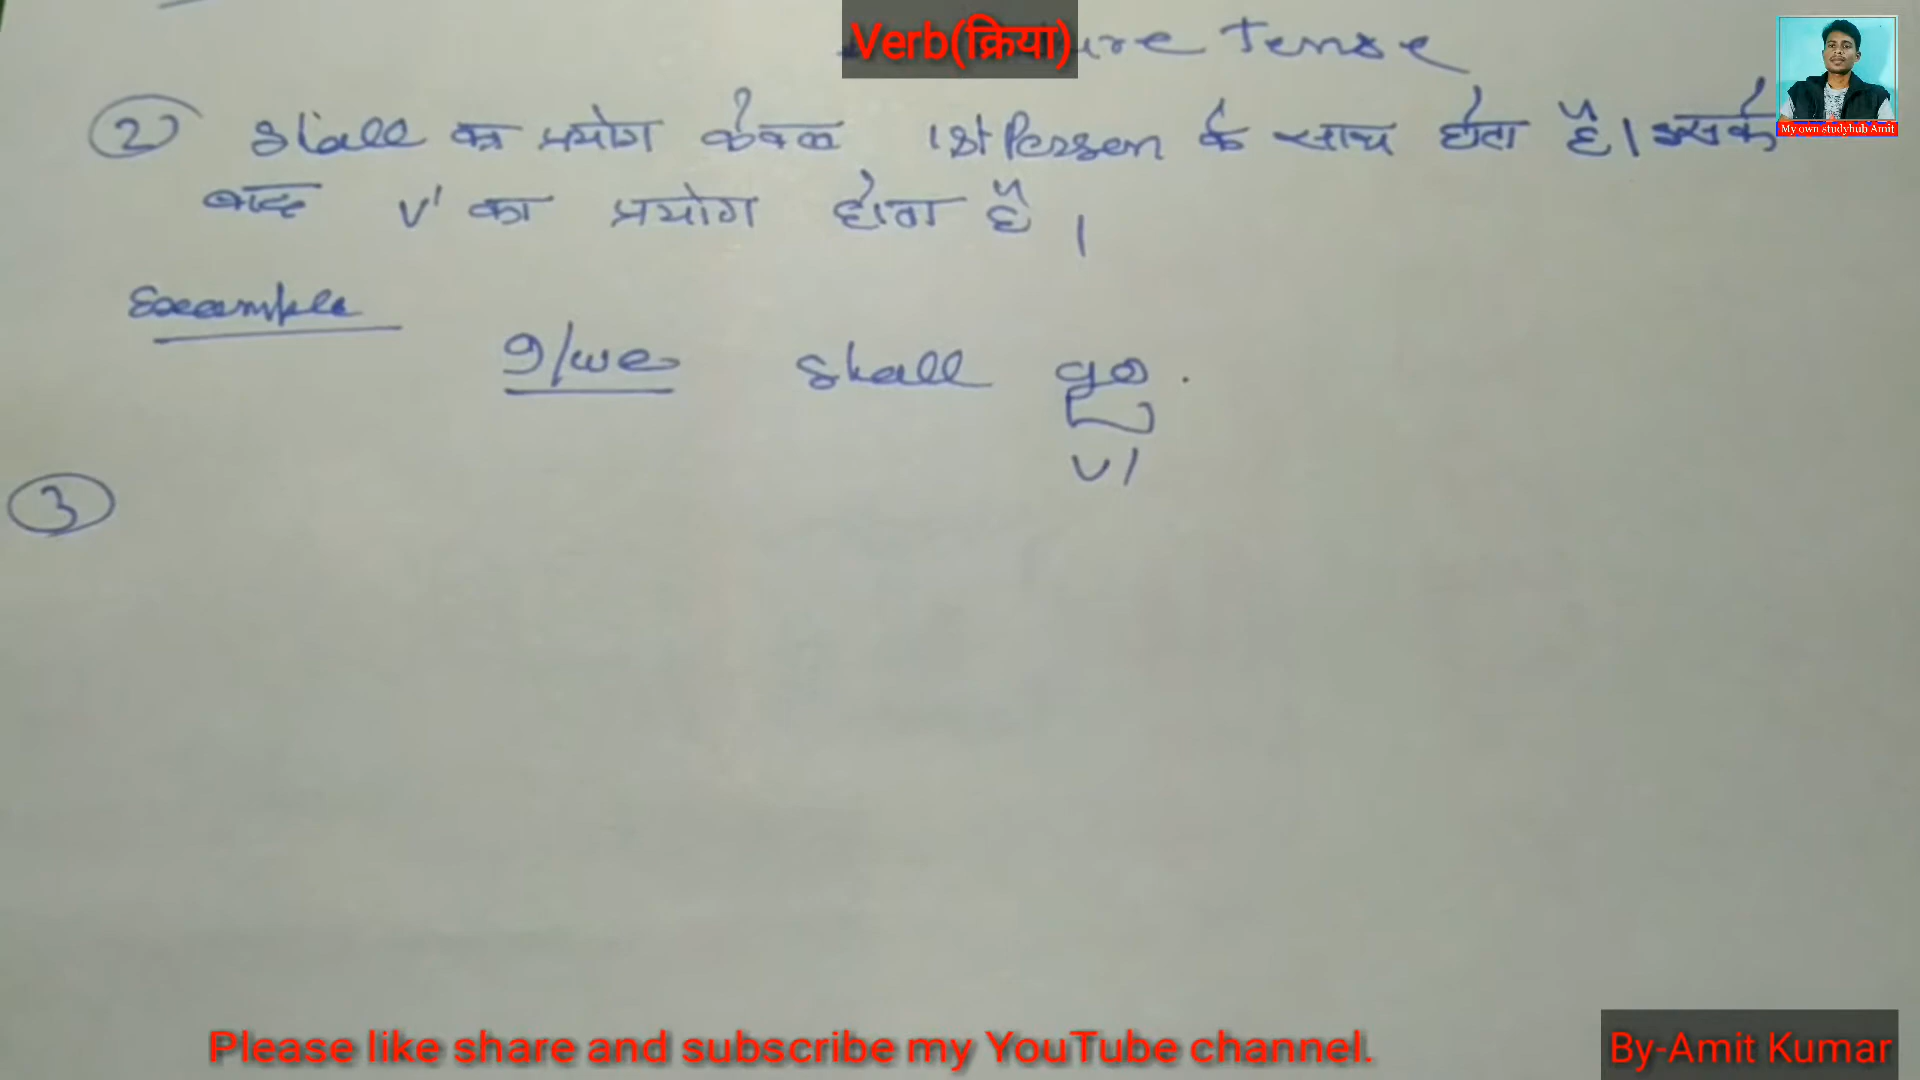 Verb(क्रिया)
Tense
My own studyhub Amit
② shall का प्रयोग केवल 1st Person के साथ होता है। इसके
बाद V¹ का प्रयोग होता है।
Example
I/we shall go.
V1
③
Please like share and subscribe my YouTube channel.
By-Amit Kumar